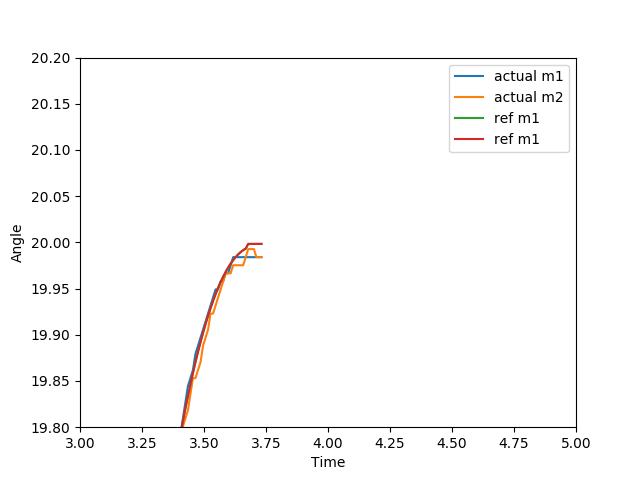 20.20
20.15
20.10
20.05
20.00
19.95
19.90
19.85
19.80
Angle
3.00 3.25 3.50 3.75 4.00 4.25 4.50 4.75 5.00
Time
actual m1
actual m2
ref m1
ref m1